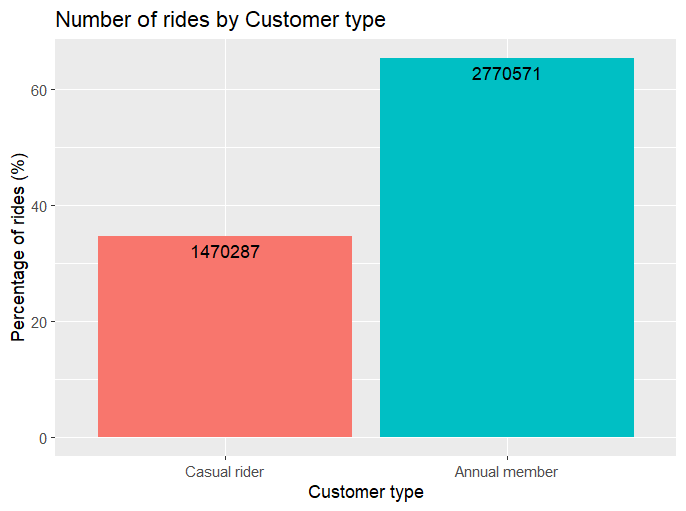 Number of rides by Customer type
Percentage of rides (%)
60
40
20
0
2770571
1470287
Casual rider
Annual member
Customer type